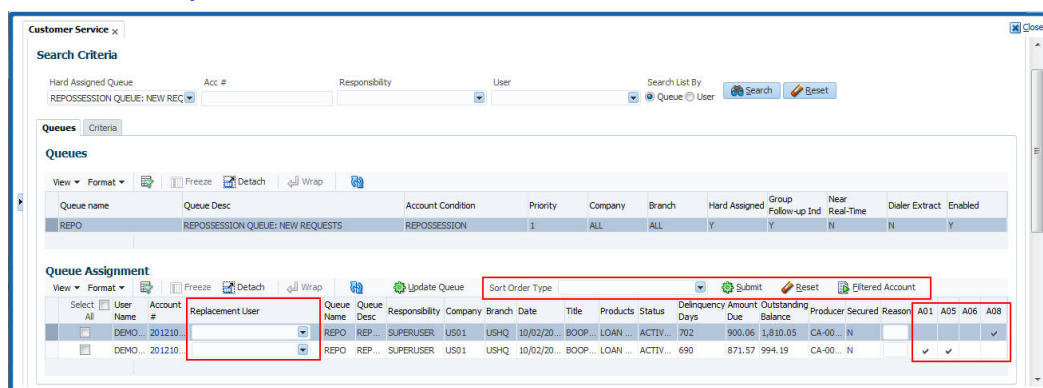 Customer Service x
Close
Search Criteria
Hard Assigned Queue Acc # Responsibility User Search List By
REPOSSESSION QUEUE: NEW REQ Queue User Search Reset
Queues Criteria
Queues
View Format Freeze Detach Wrap
Queue name Queue Desc Account Condition Priority Company Branch Hard Assigned Group Follow-up Ind Near Real-Time Dialer Extract Enabled
REPO REPOSSESSION QUEUE: NEW REQUESTS REPOSSESSION 1 ALL ALL Y Y N N Y
Queue Assignment
View Format Freeze Detach Wrap Update Queue Sort Order Type Submit Reset Filtered Account
Select All User Name Account # Replacement User Queue Name Queue Desc Responsibility Company Branch Date Title Products Status Delinquency Days Amount Due Outstanding Balance Producer Secured Reason A01 A05 A06 A08
DEMO... 201210... REPO REP... SUPERUSER US01 USHQ 10/02/20... BOOP... LOAN ... ACTIV... 702 900.06 1,810.05 CA-00... N
DEMO... 201210... REPO REP... SUPERUSER US01 USHQ 10/02/20... BOOP... LOAN ... ACTIV... 690 871.57 994.19 CA-00... N